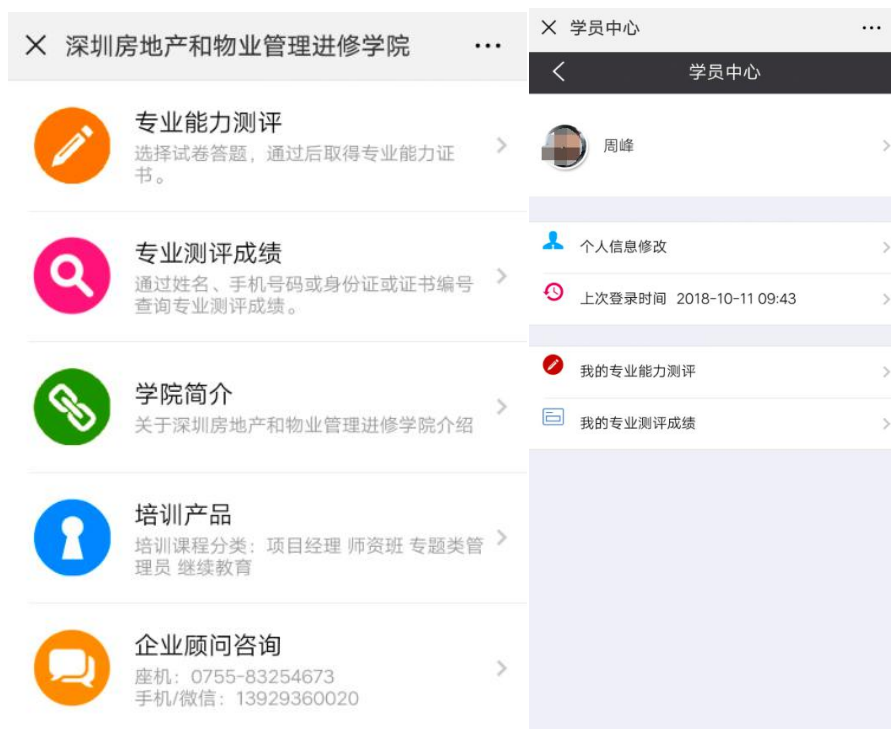 深圳房地产和物业管理进修学院
专业能力测评
选择试卷答题，通过后取得专业能力证
书。
专业测评成绩
通过姓名、手机号码或身份证或证书编号
查询专业测评成绩。
学院简介
关于深圳房地产和物业管理进修学院介绍
培训产品
培训课程分类：项目经理 师资班 专题类管
理员 继续教育
企业顾问咨询
座机：0755-83254673
手机/微信：13929360020
学员中心
学员中心
周峰
个人信息修改
上次登录时间 2018-10-11 09:43
我的专业能力测评
我的专业测评成绩